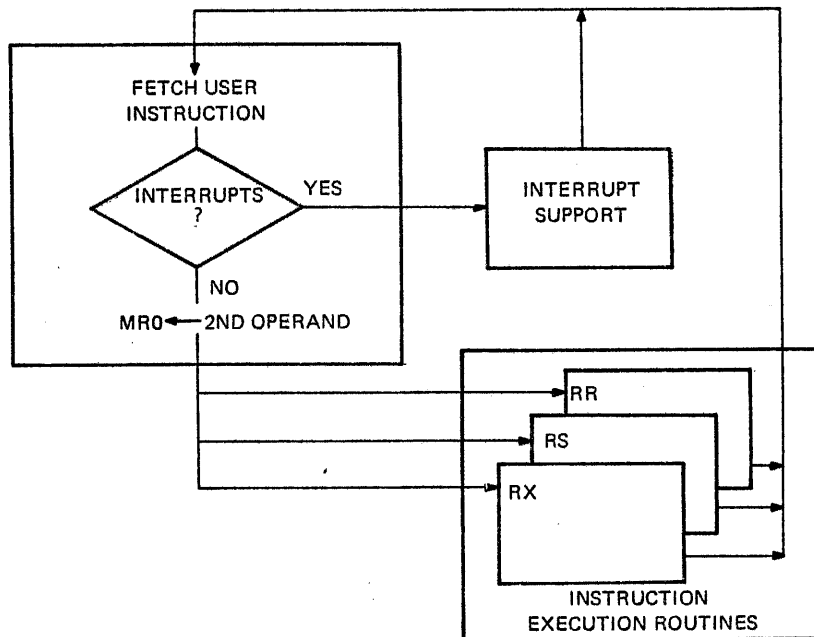 FETCH USER
INSTRUCTION
INTERRUPTS
?
YES
NO
MR0 2ND OPERAND
INTERRUPT
SUPPORT
RR
RS
RX
INSTRUCTION
EXECUTION ROUTINES